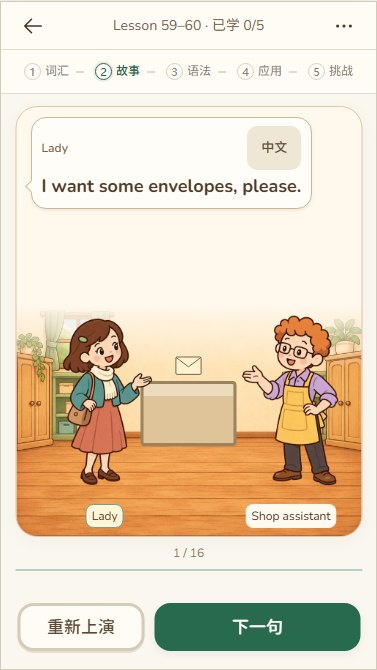 Lesson 59–60 · 已学 0/5
1 词汇 2 故事 3 语法 4 应用 5 挑战
Lady
中文
I want some envelopes, please.
Lady
Shop assistant
1 / 16
重新上演
下一句